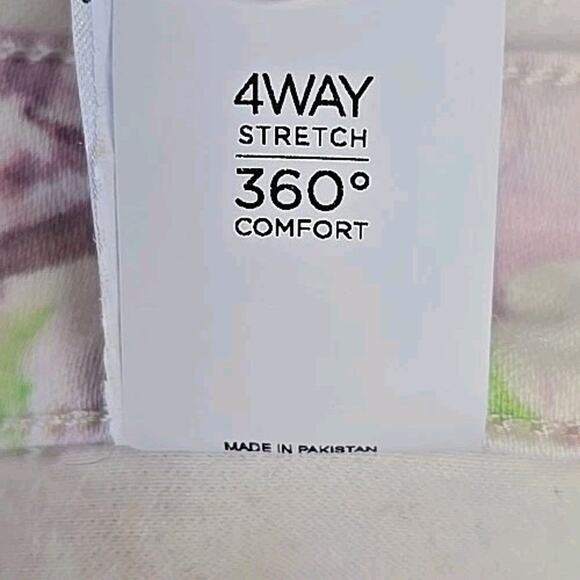 4WAY
STRETCH
360°
COMFORT
MADE IN PAKISTAN